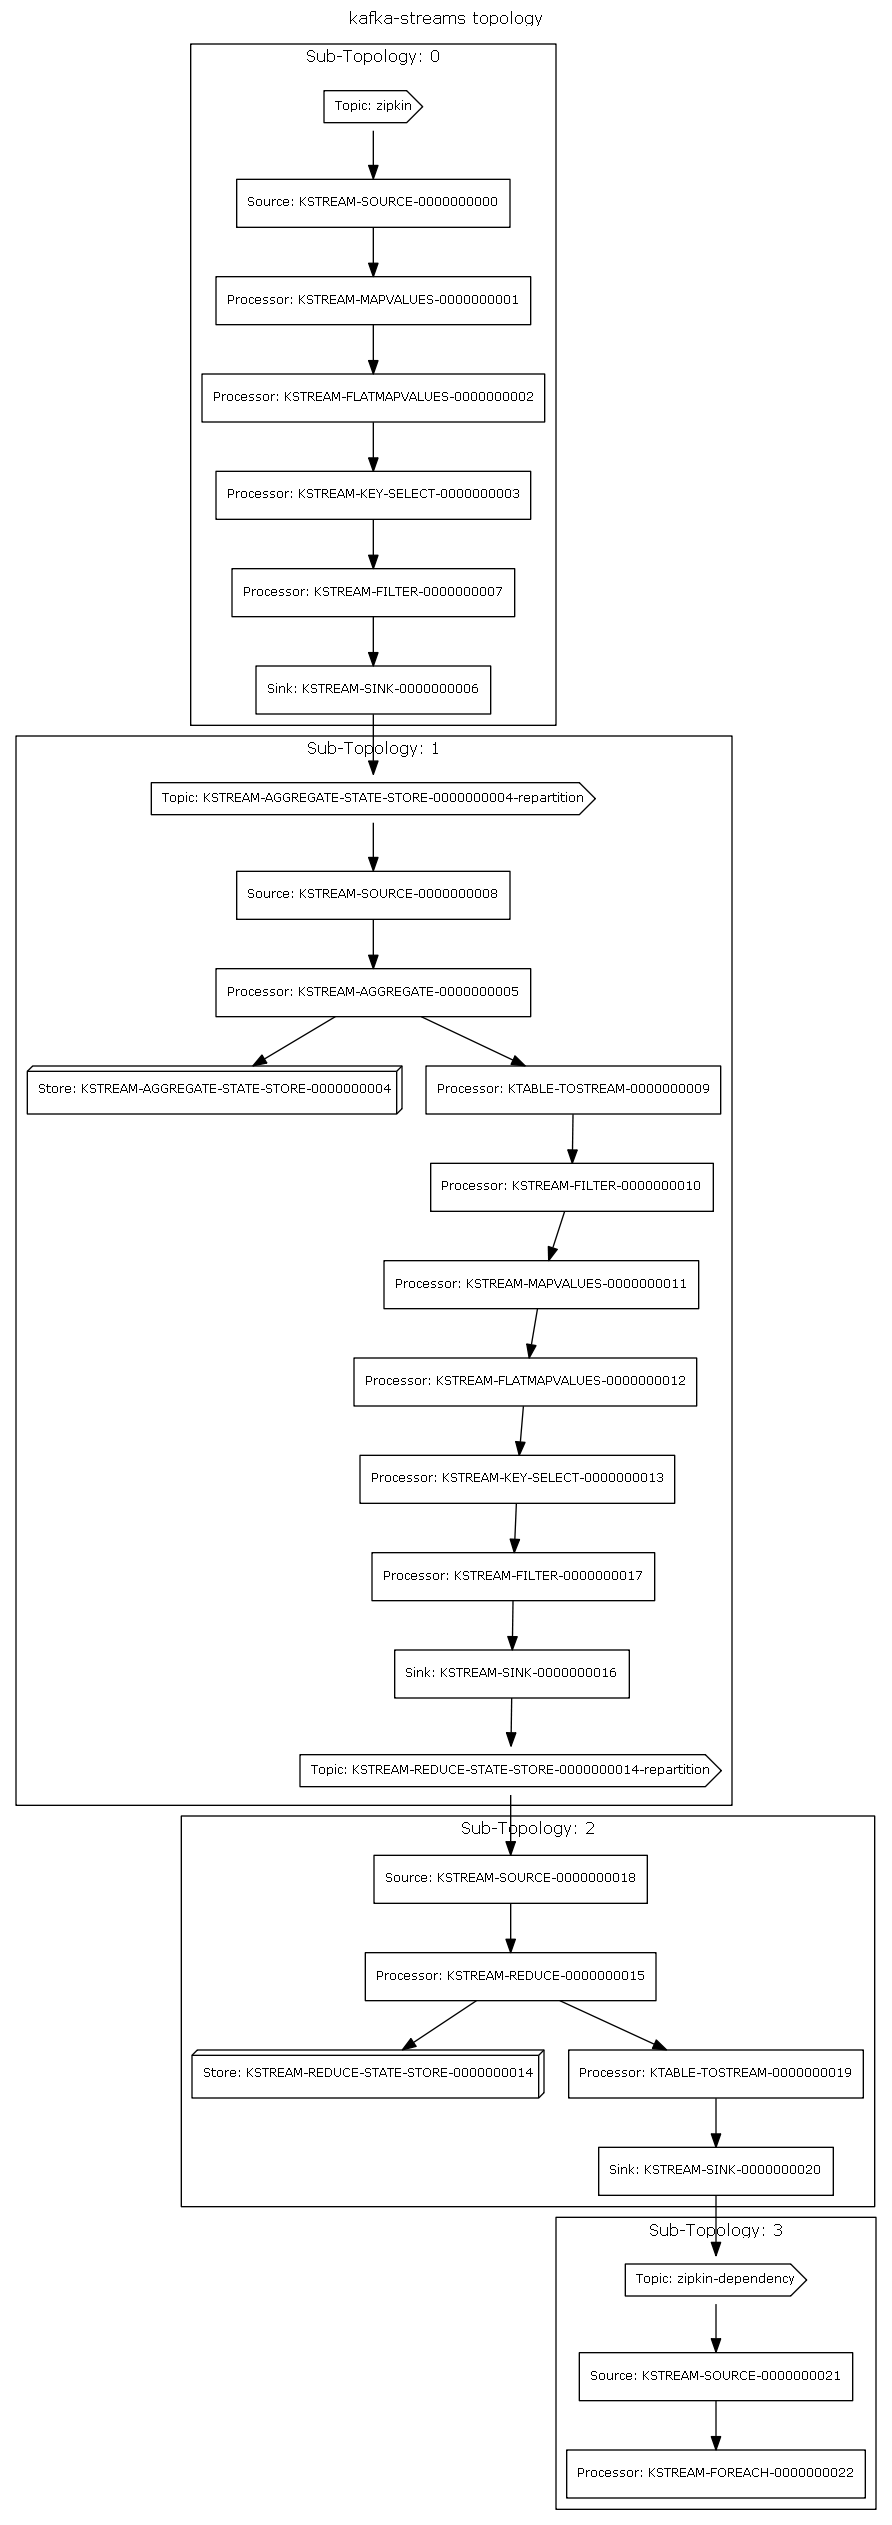 kafka-streams topology
Sub-Topology: 0
Topic: zipkin
Source: KSTREAM-SOURCE-0000000000
Processor: KSTREAM-MAPVALUES-0000000001
Processor: KSTREAM-FLATMAPVALUES-0000000002
Processor: KSTREAM-KEY-SELECT-0000000003
Processor: KSTREAM-FILTER-0000000007
Sink: KSTREAM-SINK-0000000006
Sub-Topology: 1
Topic: KSTREAM-AGGREGATE-STATE-STORE-0000000004-repartition
Source: KSTREAM-SOURCE-0000000008
Processor: KSTREAM-AGGREGATE-0000000005
Store: KSTREAM-AGGREGATE-STATE-STORE-0000000004
Processor: KTABLE-TOSTREAM-0000000009
Processor: KSTREAM-FILTER-0000000010
Processor: KSTREAM-MAPVALUES-0000000011
Processor: KSTREAM-FLATMAPVALUES-0000000012
Processor: KSTREAM-KEY-SELECT-0000000013
Processor: KSTREAM-FILTER-0000000017
Sink: KSTREAM-SINK-0000000016
Topic: KSTREAM-REDUCE-STATE-STORE-0000000014-repartition
Sub-Topology: 2
Source: KSTREAM-SOURCE-0000000018
Processor: KSTREAM-REDUCE-0000000015
Store: KSTREAM-REDUCE-STATE-STORE-0000000014
Processor: KTABLE-TOSTREAM-0000000019
Sink: KSTREAM-SINK-0000000020
Sub-Topology: 3
Topic: zipkin-dependency
Source: KSTREAM-SOURCE-0000000021
Processor: KSTREAM-FOREACH-0000000022